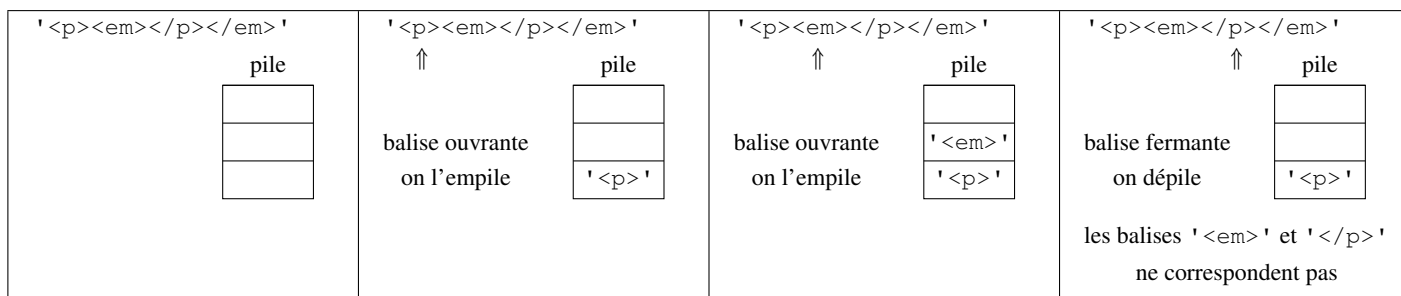 '<p><em></p></em>'
pile
'<p><em></p></em>'
⇑
pile
balise ouvrante
on l'empile
'<p>'
'<p><em></p></em>'
⇑
pile
balise ouvrante
on l'empile
'<em>'
'<p>'
'<p><em></p></em>'
⇑
pile
balise fermante
on dépile
'<p>'
les balises '<em>' et '</p>'
ne correspondent pas